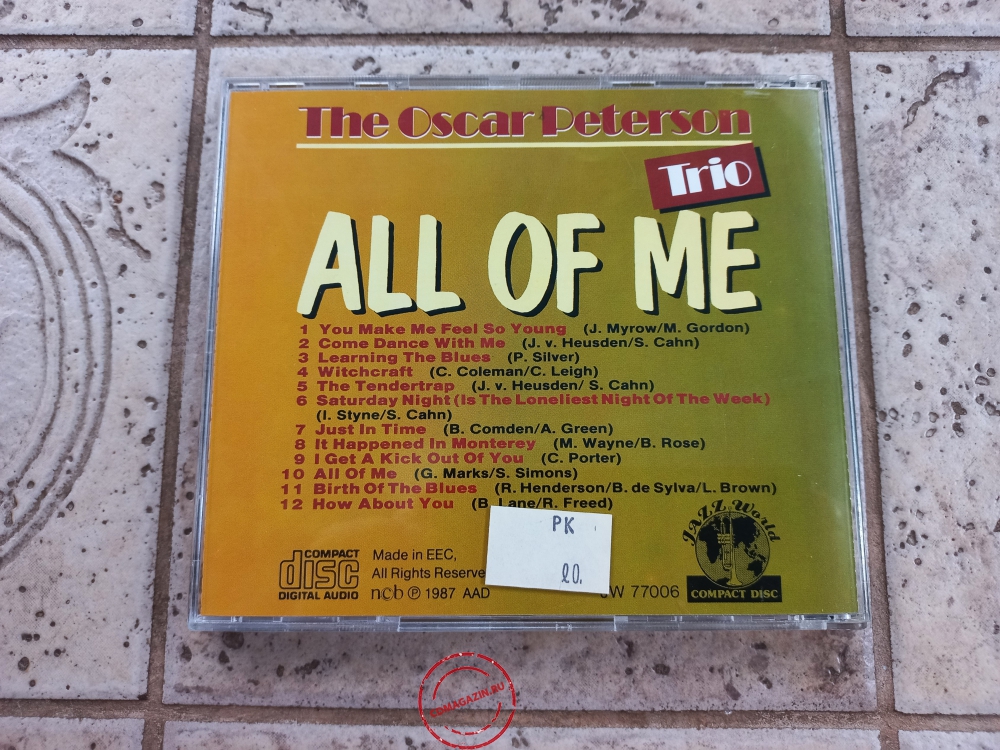 The Oscar Peterson
Trio
ALL OF ME
1 You Make Me Feel So Young (J. Myrow/M. Gordon)
2 Come Dance With Me (J. v. Heusden/S. Cahn)
3 Learning The Blues (P. Silver)
4 Witchcraft (C. Coleman/C. Leigh)
5 The Tendertrap (J. v. Heusden/ S. Cahn)
6 Saturday Night (Is The Loneliest Night Of The Week)
(I. Styne/S. Cahn)
7 Just In Time (B. Comden/A. Green)
8 It Happened In Monterey (M. Wayne/B. Rose)
9 I Get A Kick Out Of You (C. Porter)
10 All Of Me (G. Marks/S. Simons)
11 Birth Of The Blues (R. Henderson/B. de Sylva/L. Brown)
12 How About You (B. Lane/R. Freed)
PK
20.
COMPACT
disc
DIGITAL AUDIO
Made in EEC,
All Rights Reserve
ncb ℗ 1987 AAD
W 77006
JAZZ World
COMPACT DISC
CDMAGAZIN.RU